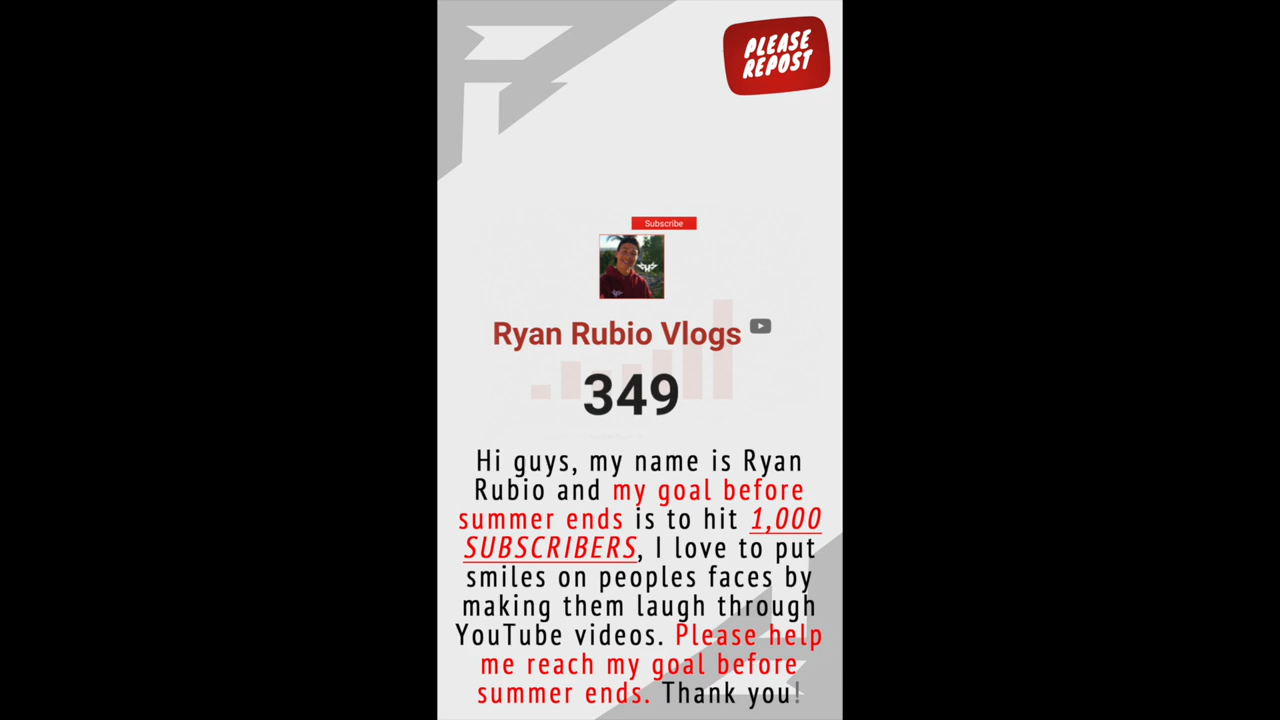 PLEASE
REPOST
Subscribe
Ryan Rubio Vlogs
349
Hi guys, my name is Ryan
Rubio and my goal before
summer ends is to hit 1,000
SUBSCRIBERS, I love to put
smiles on peoples faces by
making them laugh through
YouTube videos. Please help
me reach my goal before
summer ends. Thank you!